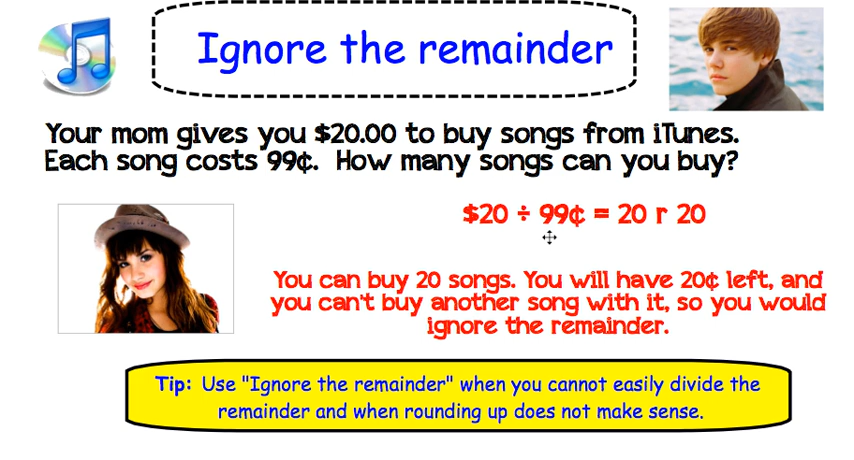 Ignore the remainder
Your mom gives you $20.00 to buy songs from iTunes.
Each song costs 99¢. How many songs can you buy?
$20 ÷ 99¢ = 20 r 20
You can buy 20 songs. You will have 20¢ left, and
you can't buy another song with it, so you would
ignore the remainder.
Tip: Use "Ignore the remainder" when you cannot easily divide the
remainder and when rounding up does not make sense.